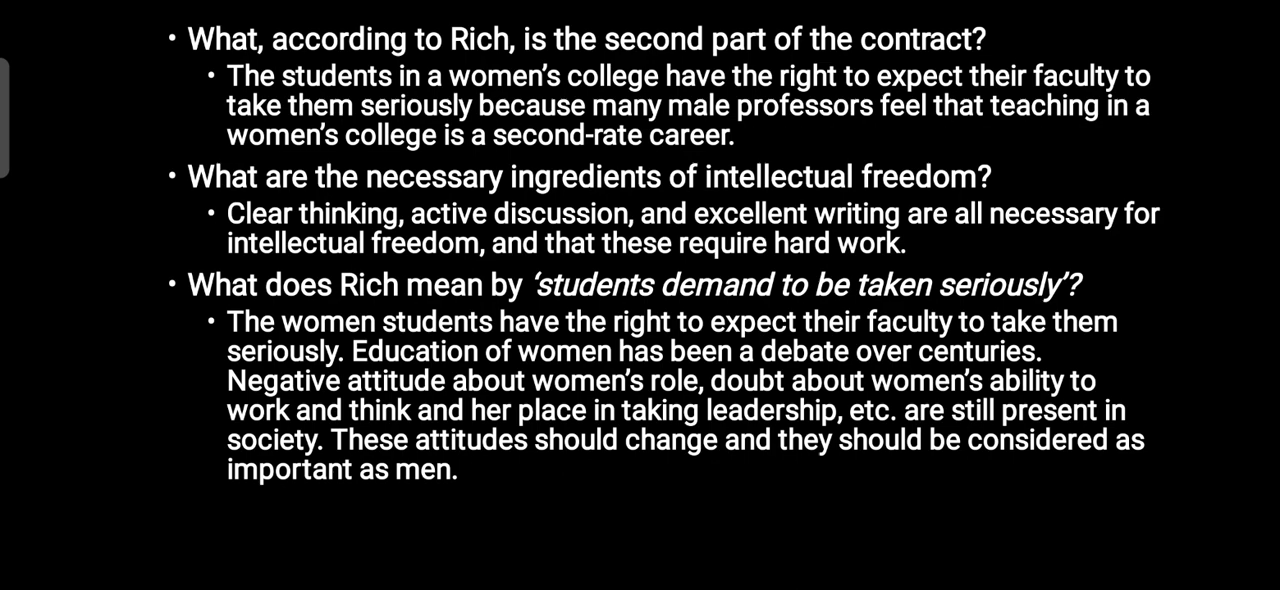 • What, according to Rich, is the second part of the contract?
• The students in a women’s college have the right to expect their faculty to
take them seriously because many male professors feel that teaching in a
women’s college is a second-rate career.
• What are the necessary ingredients of intellectual freedom?
• Clear thinking, active discussion, and excellent writing are all necessary for
intellectual freedom, and that these require hard work.
• What does Rich mean by ‘students demand to be taken seriously’?
• The women students have the right to expect their faculty to take them
seriously. Education of women has been a debate over centuries.
Negative attitude about women’s role, doubt about women’s ability to
work and think and her place in taking leadership, etc. are still present in
society. These attitudes should change and they should be considered as
important as men.